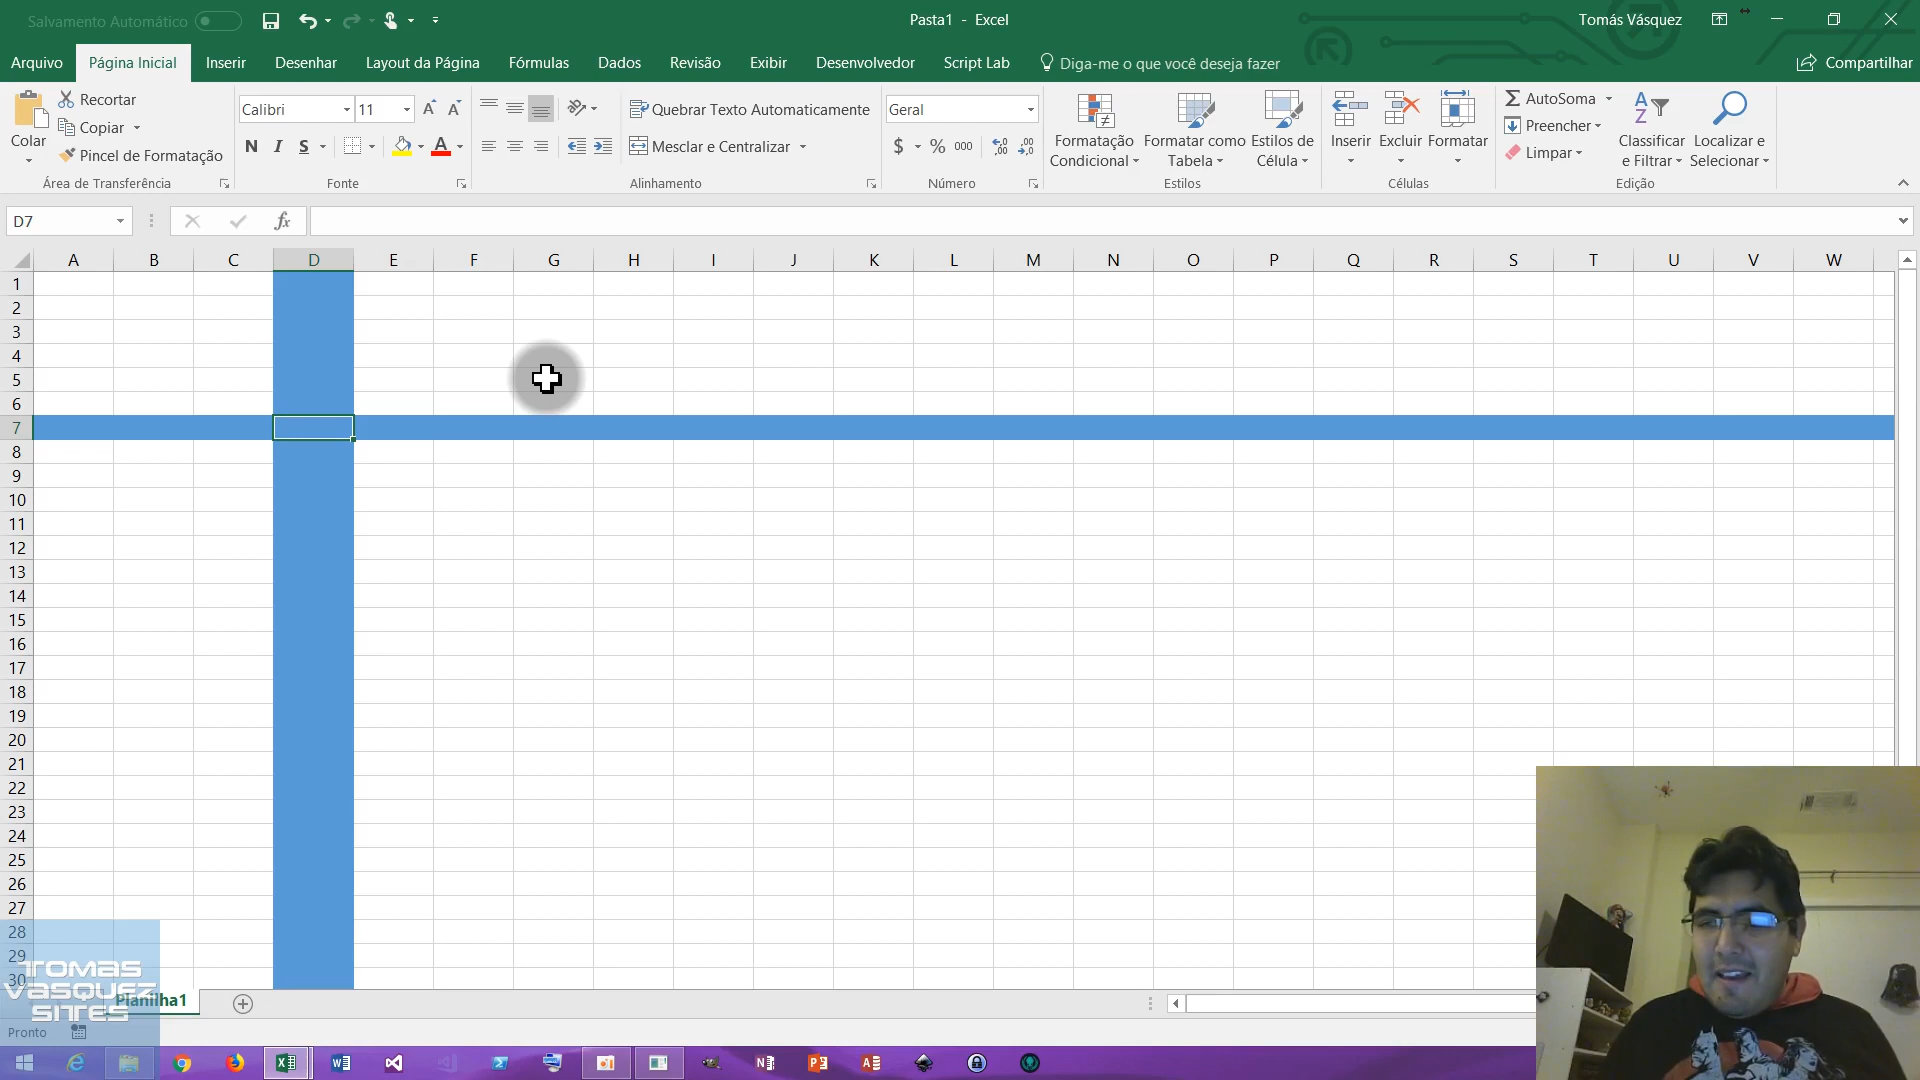 Salvamento Automático
Pasta1 - Excel
Tomás Vásquez
Arquivo Página Inicial Inserir Desenhar Layout da Página Fórmulas Dados Revisão Exibir Desenvolvedor Script Lab Diga-me o que você deseja fazer Compartilhar
Colar
Recortar
Copiar
Pincel de Formatação
Área de Transferência
Calibri 11
N I S
Fonte
Quebrar Texto Automaticamente
Mesclar e Centralizar
Alinhamento
Geral
$ % 000
Número
Formatação Condicional
Formatar como Tabela
Estilos de Célula
Estilos
Inserir Excluir Formatar
Células
AutoSoma
Preencher
Limpar
Classificar e Filtrar
Localizar e Selecionar
Edição
D7
fx
A B C D E F G H I J K L M N O P Q R S T U V W
1
2
3
4
5
6
7
8
9
10
11
12
13
14
15
16
17
18
19
20
21
22
23
24
25
26
27
28
29
30
TOMAS
VASQUEZ
SITES
Planilha1
Pronto